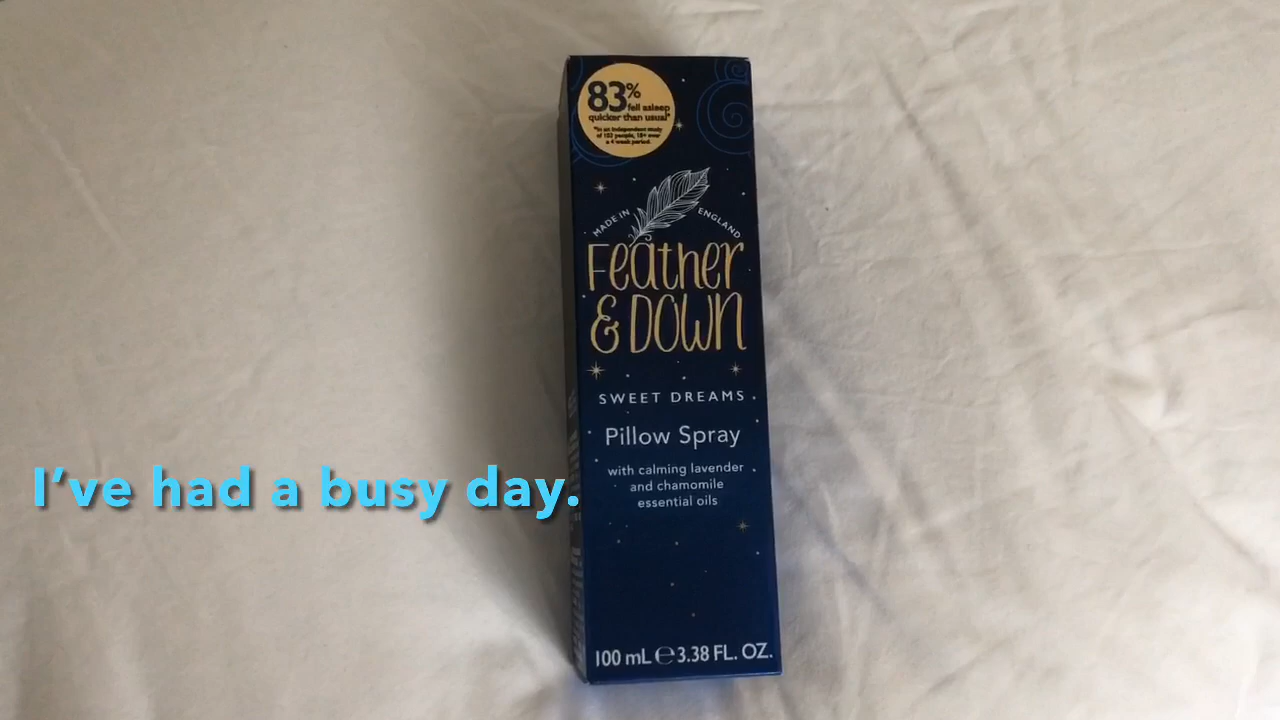 83%
fell asleep
quicker than usual*
*In an independent study
of 102 people, 18+ over
a 4 week period.
MADE IN ENGLAND
Feather
& DOWN
SWEET DREAMS
Pillow Spray
with calming lavender
and chamomile
essential oils
I've had a busy day.
100 mL ℮ 3.38 FL. OZ.